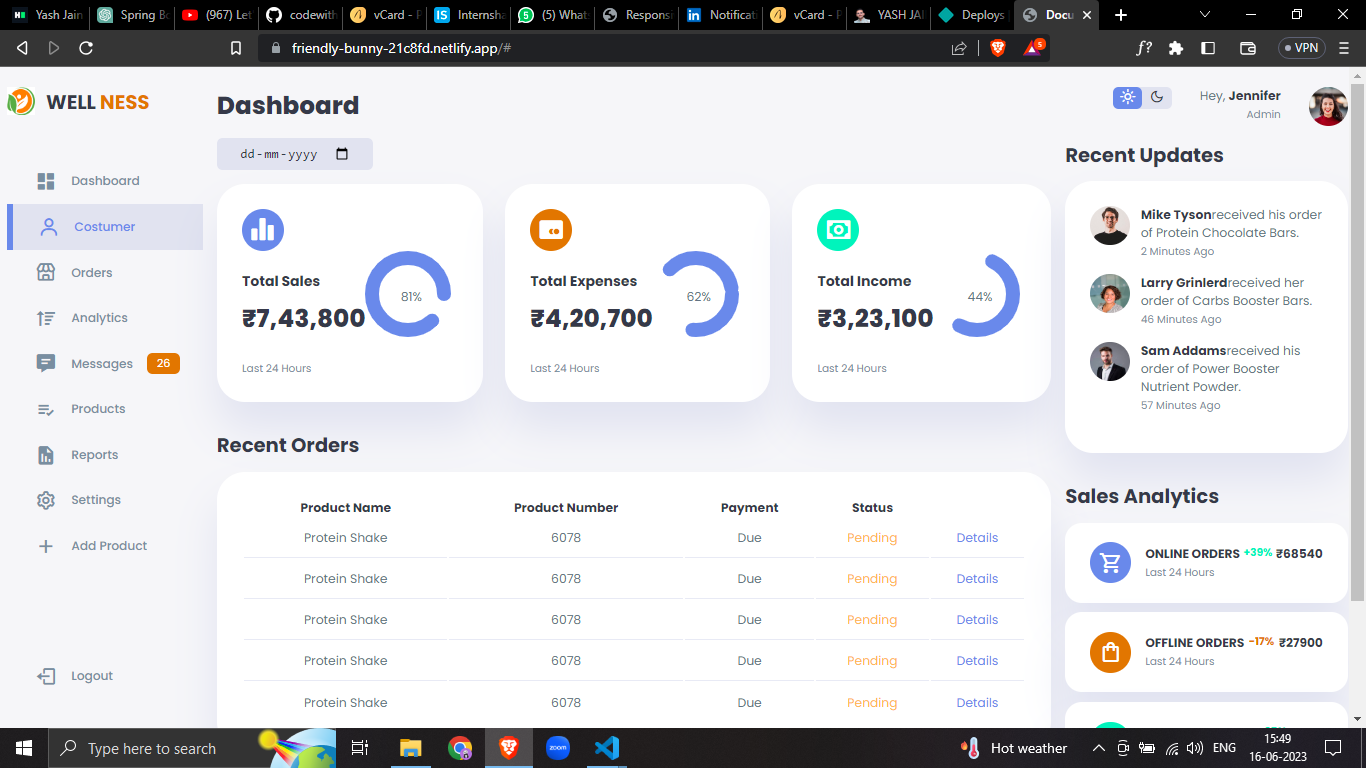 Yash Jain
Spring Bo
(967) Let
codewith
vCard - P
Internsha
(5) Whats
Respons
Notificat
vCard - P
YASH JAI
Deploys
Docu
friendly-bunny-21c8fd.netlify.app/#
5
VPN
WELL NESS
Dashboard
Costumer
Orders
Analytics
Messages 26
Products
Reports
Settings
Add Product
Logout
Dashboard
dd-mm-yyyy
Total Sales
₹7,43,800
81%
Last 24 Hours
Total Expenses
₹4,20,700
62%
Last 24 Hours
Total Income
₹3,23,100
44%
Last 24 Hours
Recent Orders
Product Name Product Number Payment Status
Protein Shake 6078 Due Pending Details
Protein Shake 6078 Due Pending Details
Protein Shake 6078 Due Pending Details
Protein Shake 6078 Due Pending Details
Protein Shake 6078 Due Pending Details
Hey, Jennifer
Admin
Recent Updates
Mike Tysonreceived his order
of Protein Chocolate Bars.
2 Minutes Ago
Larry Grinlerdreceived her
order of Carbs Booster Bars.
46 Minutes Ago
Sam Addamsreceived his
order of Power Booster
Nutrient Powder.
57 Minutes Ago
Sales Analytics
ONLINE ORDERS +39% ₹68540
Last 24 Hours
OFFLINE ORDERS -17% ₹27900
Last 24 Hours
Type here to search
zoom
Hot weather
ENG
15:49
16-06-2023